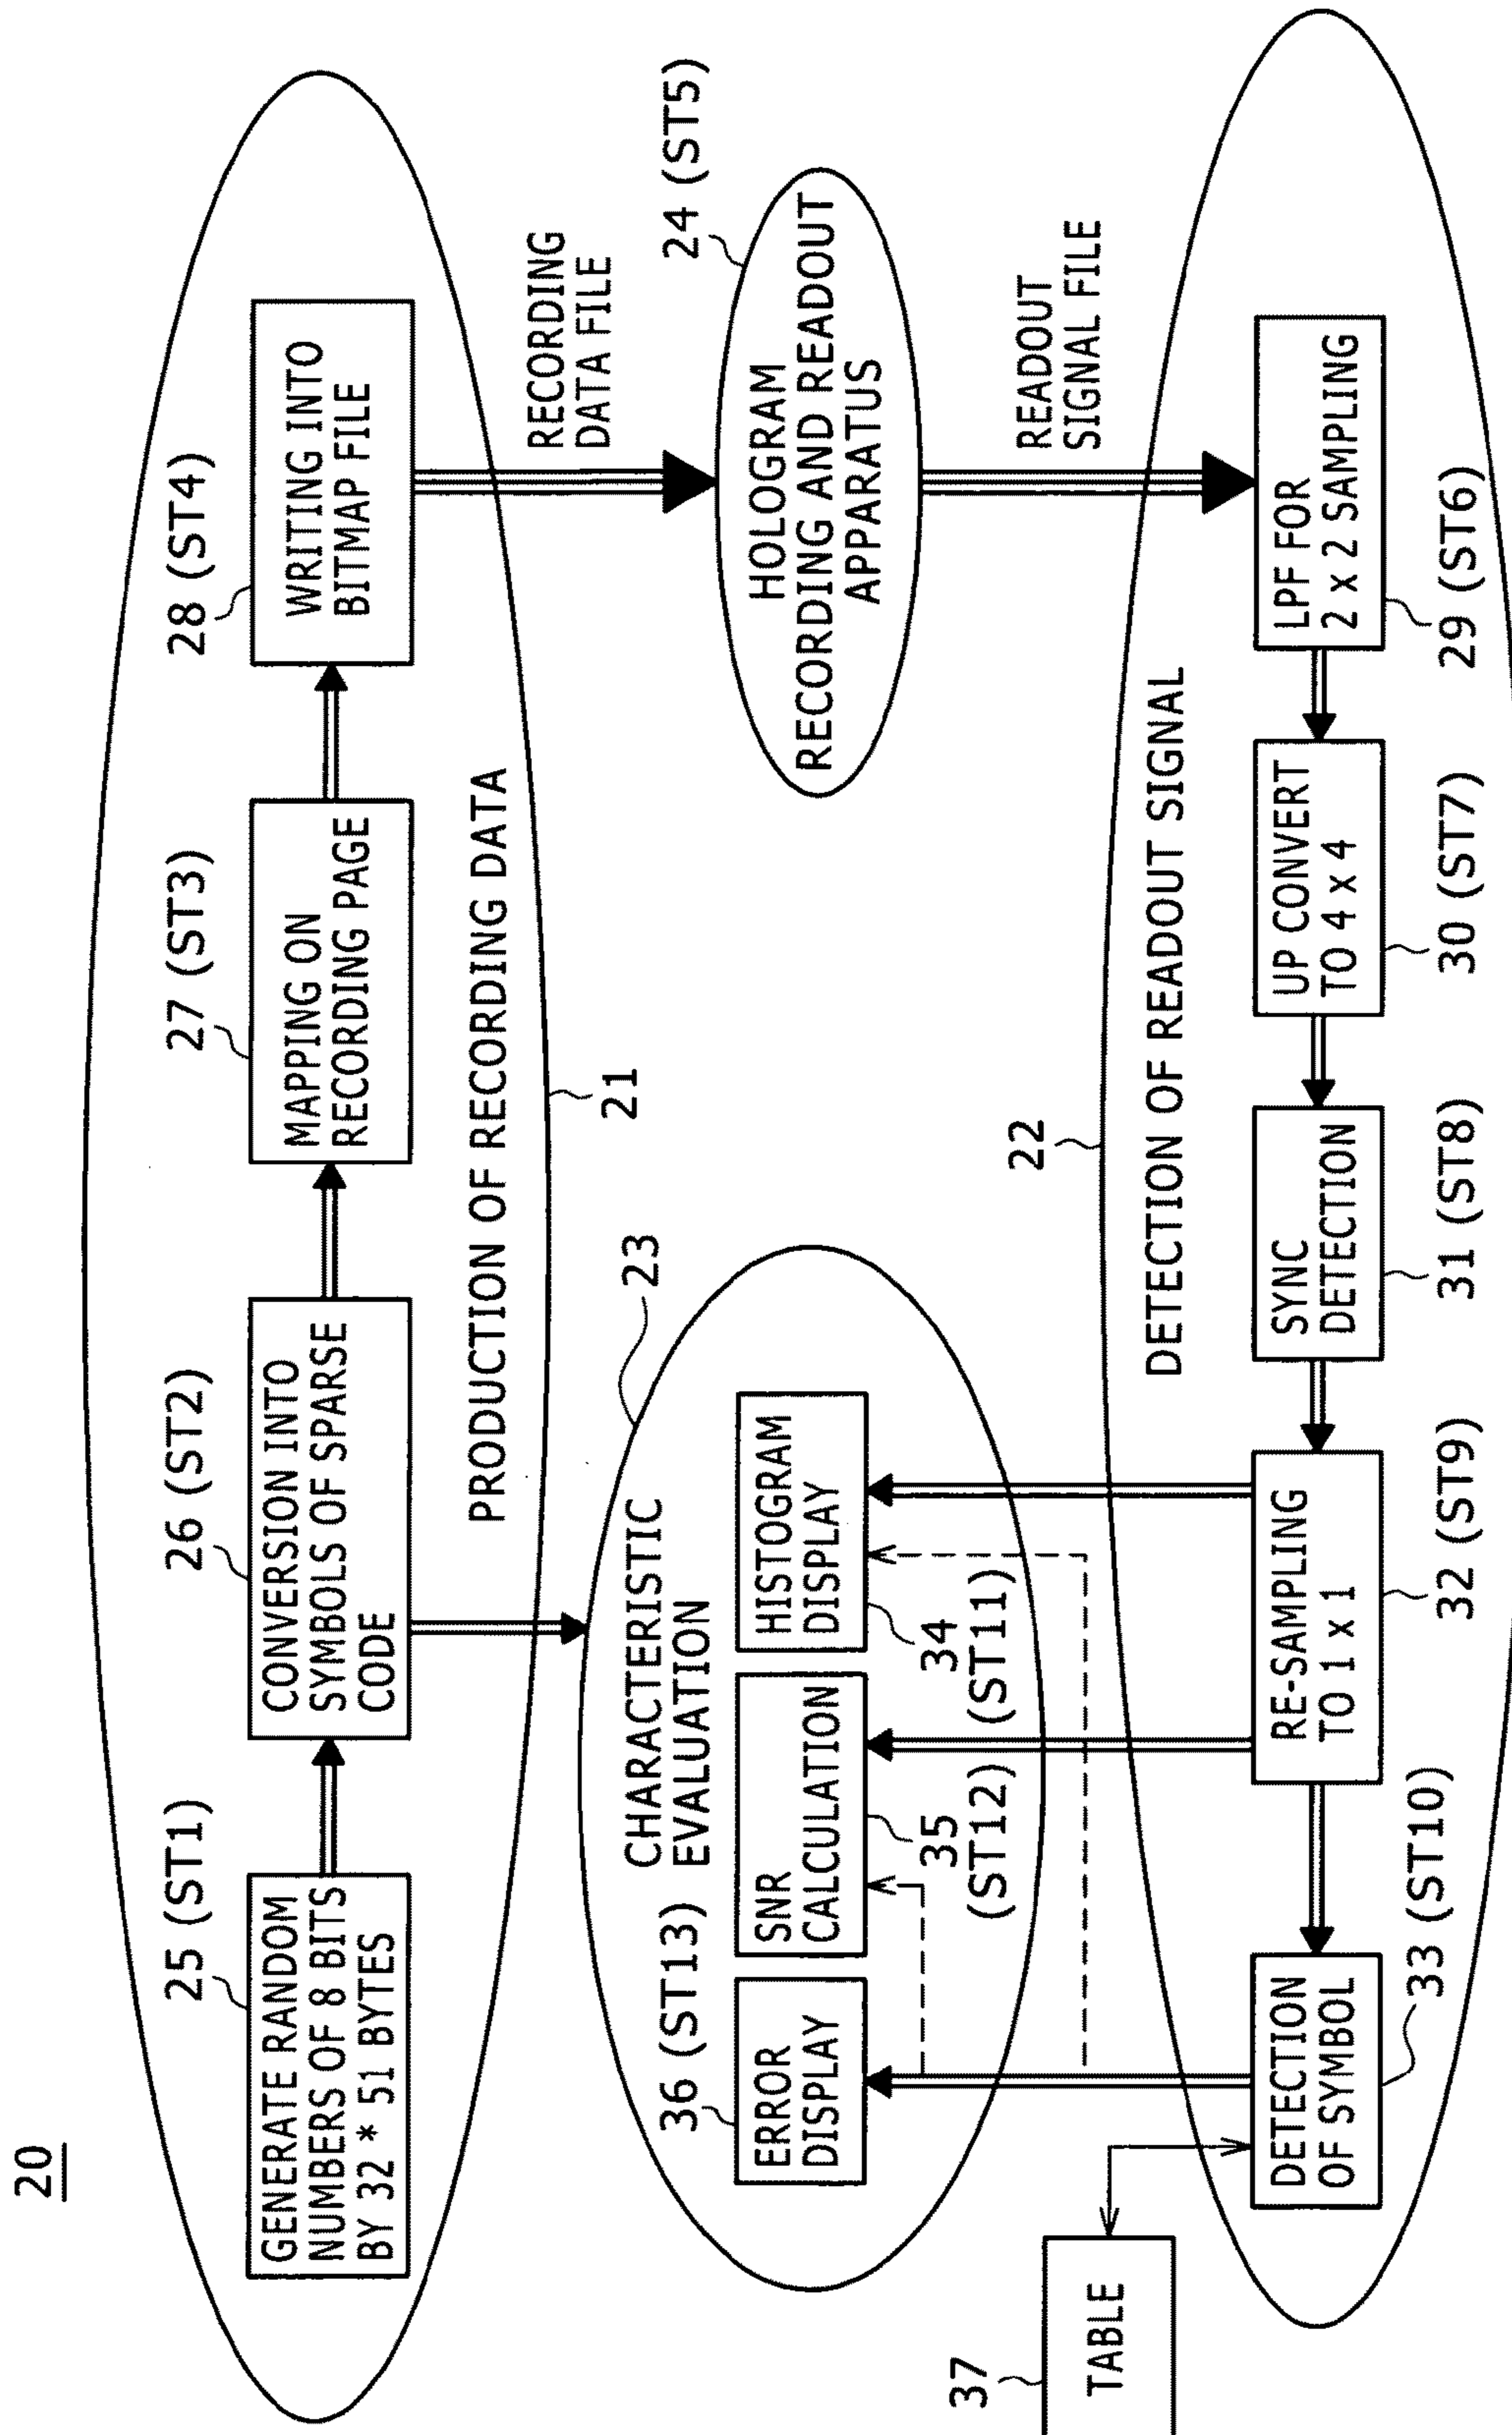 20
25 (ST1)
GENERATE RANDOM
NUMBERS OF 8 BITS
BY 32 * 51 BYTES
26 (ST2)
CONVERSION INTO
SYMBOLS OF SPARSE
CODE
27 (ST3)
MAPPING ON
RECORDING PAGE
28 (ST4)
WRITING INTO
BITMAP FILE
PRODUCTION OF RECORDING DATA
21
RECORDING
DATA FILE
24 (ST5)
HOLOGRAM
RECORDING AND READOUT
APPARATUS
READOUT
SIGNAL FILE
23
CHARACTERISTIC
EVALUATION
36 (ST13)
ERROR
DISPLAY
SNR
CALCULATION
35
(ST12)
HISTOGRAM
DISPLAY
34
(ST11)
22
DETECTION OF READOUT SIGNAL
37
TABLE
DETECTION
OF SYMBOL
33 (ST10)
RE-SAMPLING
TO 1 x 1
32 (ST9)
SYNC
DETECTION
31 (ST8)
UP CONVERT
TO 4 x 4
30 (ST7)
LPF FOR
2 x 2 SAMPLING
29 (ST6)